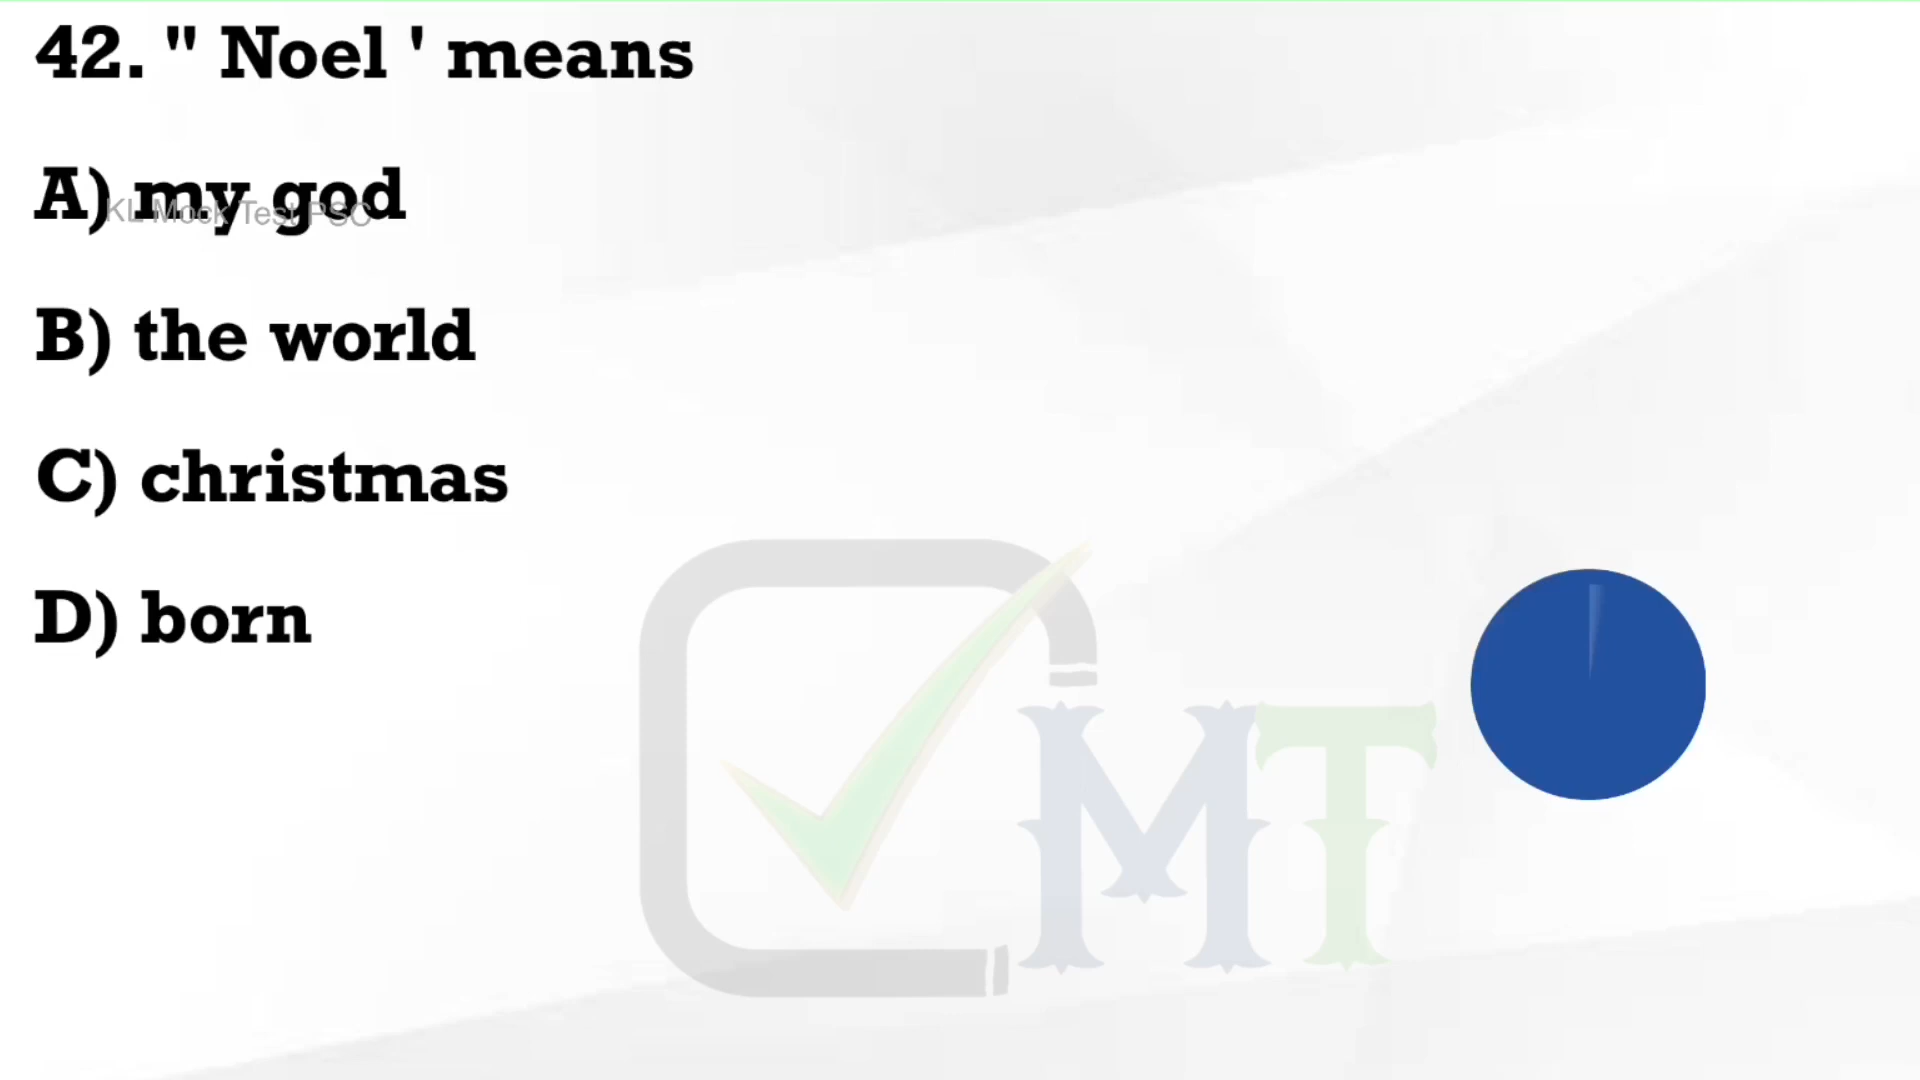 42. " Noel ' means
A) my god
KL Mock Test PSC
B) the world
C) christmas
D) born
MT